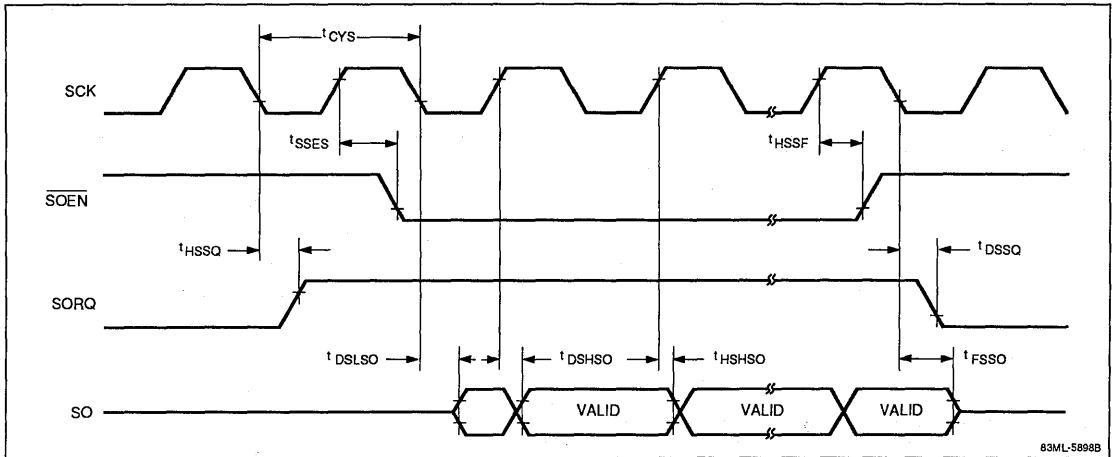 tCYS
SCK
tSSES
tHSSF
SOEN
tHSSQ
tDSSQ
SORQ
tDSLSO
tDSHSO
tHSHSO
tFSSO
SO
VALID
VALID
VALID
83ML-5898B